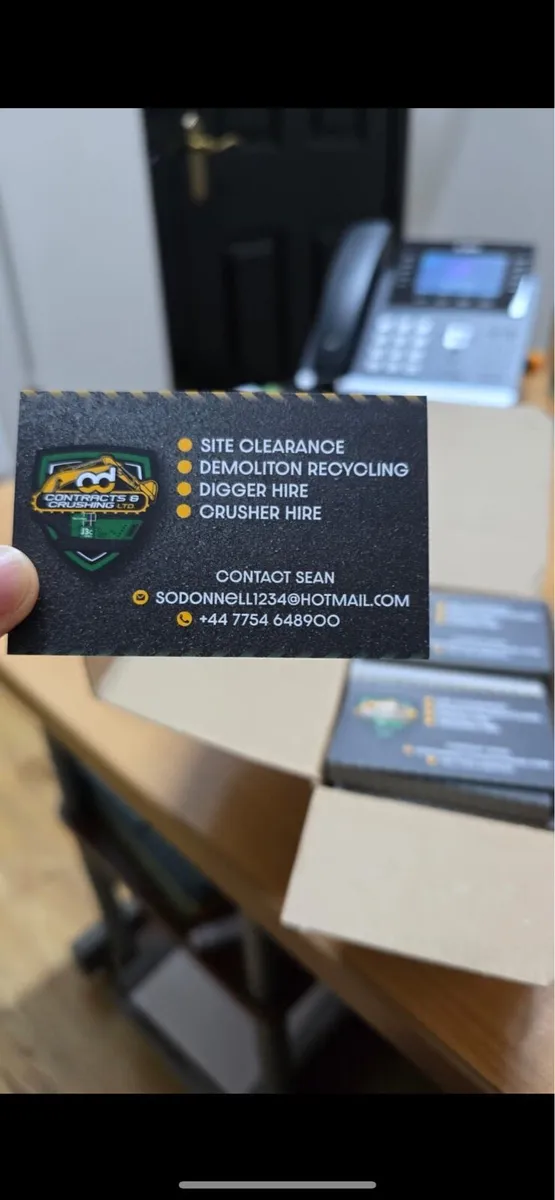 od
CONTRACTS &
CRUSHING LTD.
SITE CLEARANCE
DEMOLITON RECYCLING
DIGGER HIRE
CRUSHER HIRE
CONTACT SEAN
SODONNELL1234@HOTMAIL.COM
+44 7754 648900